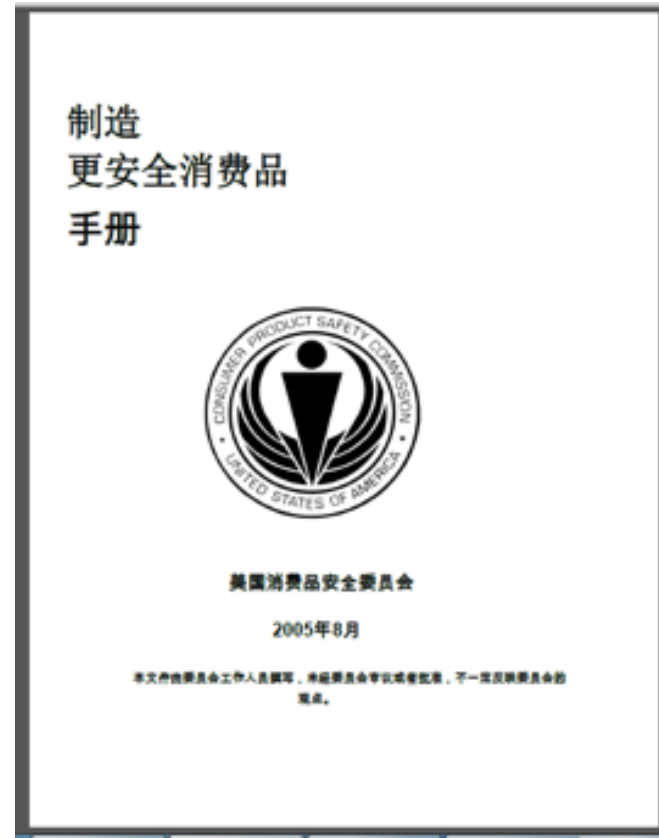 制造
更安全消费品
手册
CONSUMER PRODUCT SAFETY COMMISSION
UNITED STATES OF AMERICA
美国消费品安全委员会
2005年8月
本文件由委员会工作人员撰写，未经委员会审议或者批准，不一定反映委员会的
观点。